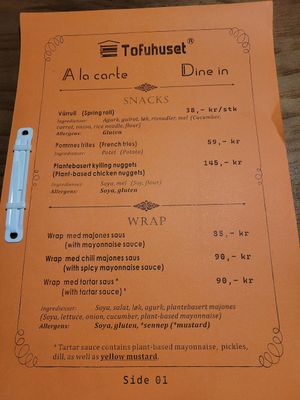 Tofuhuset ®
A la carte Dine in
SNACKS
Vårrull (Spring roll) 38,- kr/stk
Ingredienser: Agurk, gulrot, løk, risnudler, mel (Cucumber,
carrot, onion, rice noodle, flour)
Allergens: Gluten
Pommes frites (French fries) 59,- kr
Ingredienser: Potet (Potato)
Plantebasert kylling nuggets 145,- kr
(Plant-based chicken nuggets)
Ingredienser: Soya, mel (Soy, flour)
Allergens: Soya, gluten
WRAP
Wrap med majones saus 85,- kr
(with mayonnaise sauce)
Wrap med chili majones saus 90,- kr
(with spicy mayonnaise sauce)
Wrap med tartar saus* 90,- kr
(with tartar sauce)*
Ingredienser: Soya, salat, løk, agurk, plantebasert majones
(Soya, lettuce, onion, cucumber, plant-based mayonnaise)
Allergens: Soya, gluten, *sennep (*mustard)
* Tartar sauce contains plant-based mayonnaise, pickles,
dill, as well as yellow mustard.
Side 01